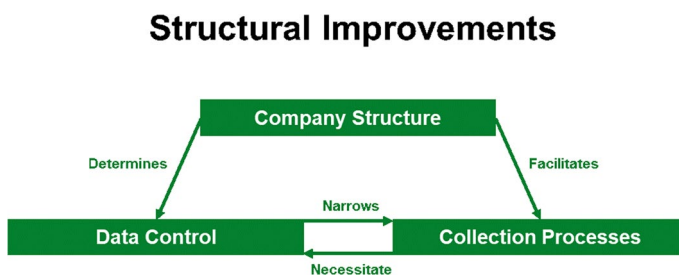 Structural Improvements
Company Structure
Determines
Facilitates
Narrows
Data Control
Collection Processes
Necessitate